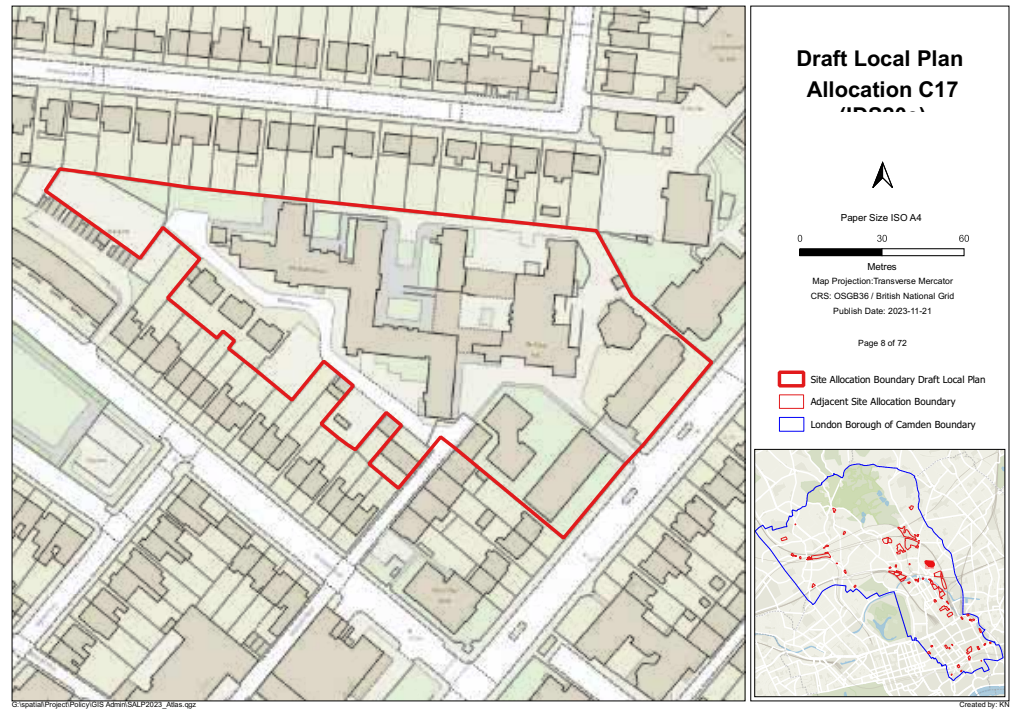 Draft Local Plan
Allocation C17
Paper Size ISO A4
0 30 60
Metres
Map Projection:Transverse Mercator
CRS: OSGB36 / British National Grid
Publish Date: 2023-11-21
Page 8 of 72
Site Allocation Boundary Draft Local Plan
Adjacent Site Allocation Boundary
London Borough of Camden Boundary
G:\spatial\Project\Policy\GIS Admin\SALP2023_Atlas.qgz
Created by: KN